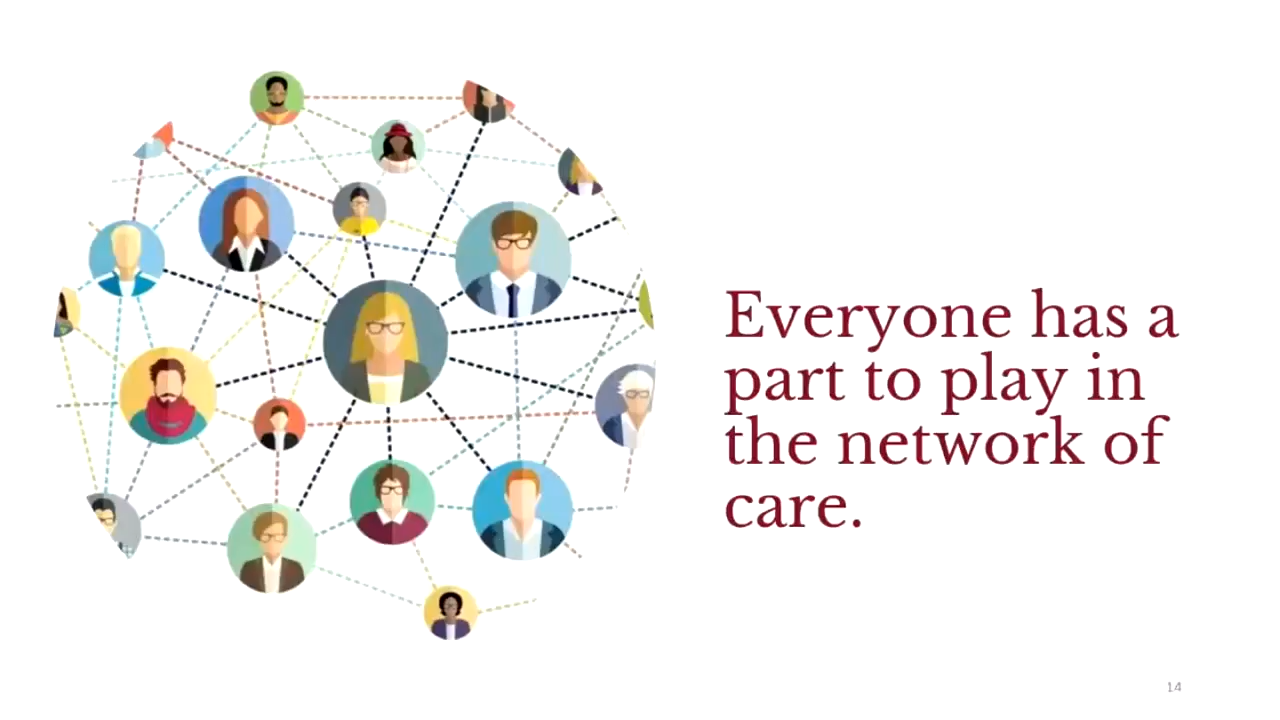 Everyone has a
part to play in
the network of
care.
14